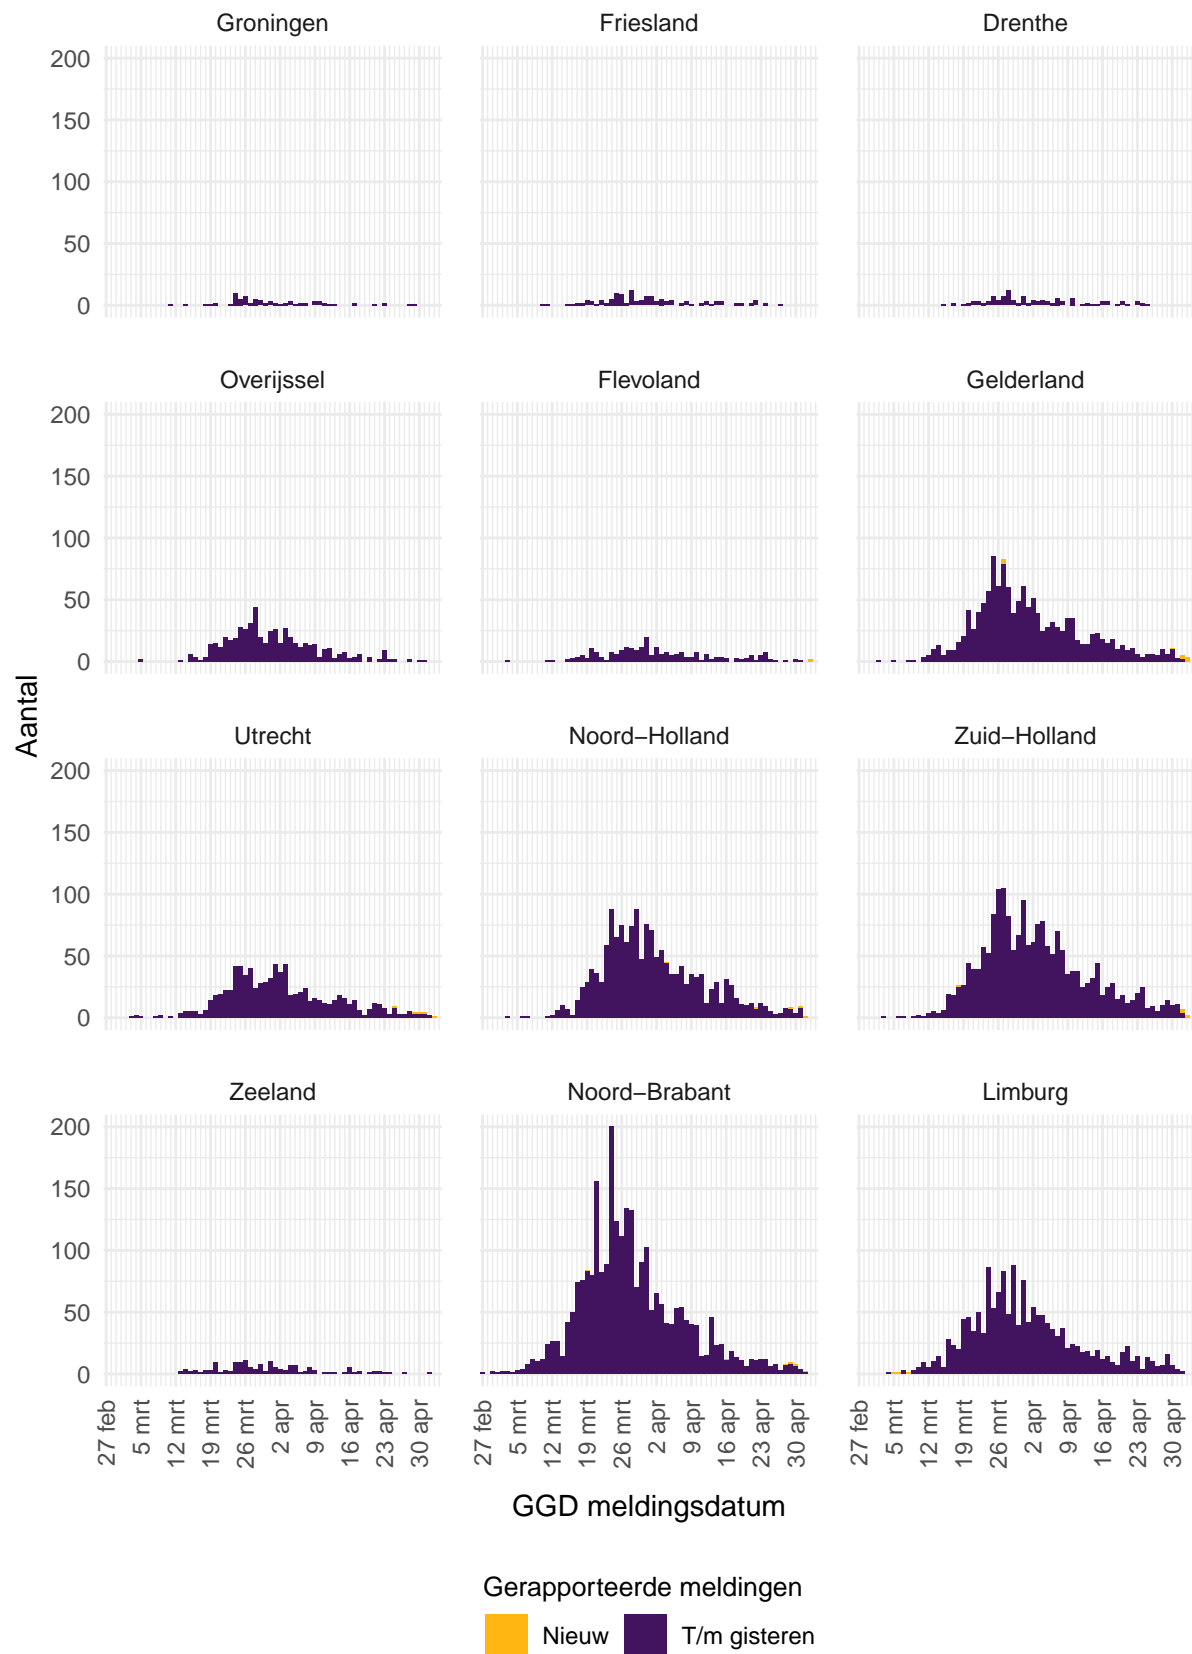 Groningen Friesland Drenthe
200
150
100
50
0
Overijssel Flevoland Gelderland
200
150
100
50
0
Aantal
Utrecht Noord−Holland Zuid−Holland
200
150
100
50
0
Zeeland Noord−Brabant Limburg
200
150
100
50
0
27 feb 5 mrt 12 mrt 19 mrt 26 mrt 2 apr 9 apr 16 apr 23 apr 30 apr 27 feb 5 mrt 12 mrt 19 mrt 26 mrt 2 apr 9 apr 16 apr 23 apr 30 apr 27 feb 5 mrt 12 mrt 19 mrt 26 mrt 2 apr 9 apr 16 apr 23 apr 30 apr
GGD meldingsdatum
Gerapporteerde meldingen
Nieuw T/m gisteren